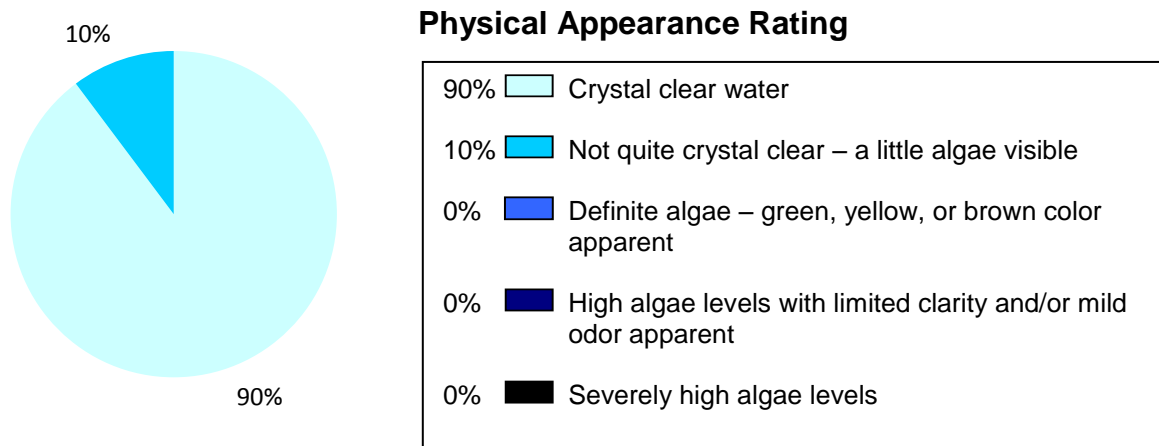 Physical Appearance Rating
10%
90%
90% Crystal clear water
10% Not quite crystal clear – a little algae visible
0% Definite algae – green, yellow, or brown color
apparent
0% High algae levels with limited clarity and/or mild
odor apparent
0% Severely high algae levels